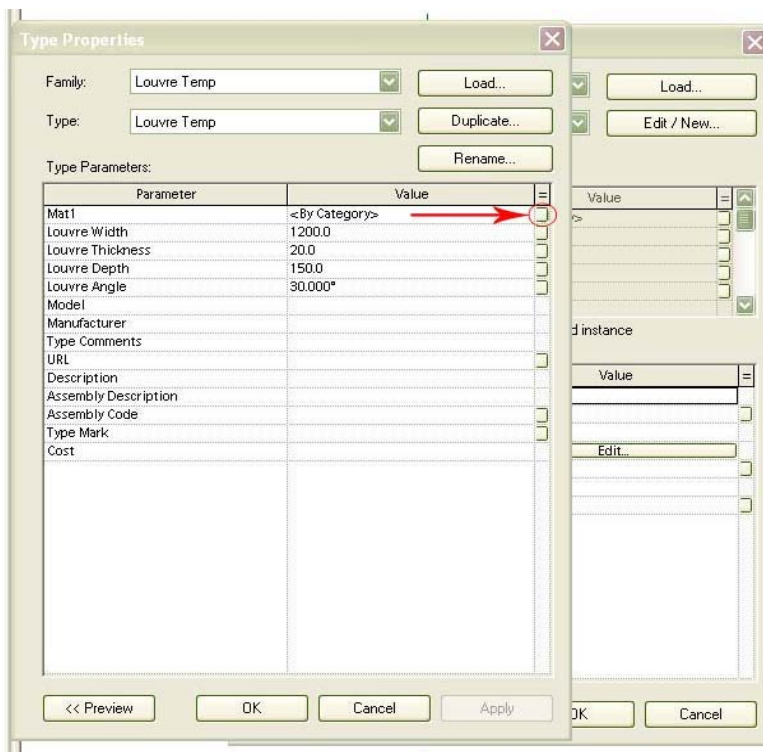 Type Properties
Family: Louvre Temp Load...
Type: Louvre Temp Duplicate...
Rename...
Type Parameters:
Parameter Value =
Mat1 <By Category>
Louvre Width 1200.0
Louvre Thickness 20.0
Louvre Depth 150.0
Louvre Angle 30.000°
Model
Manufacturer
Type Comments
URL
Description
Assembly Description
Assembly Code
Type Mark
Cost
<< Preview OK Cancel Apply
Load...
Edit / New...
Value =
instance
Value =
Edit...
OK Cancel